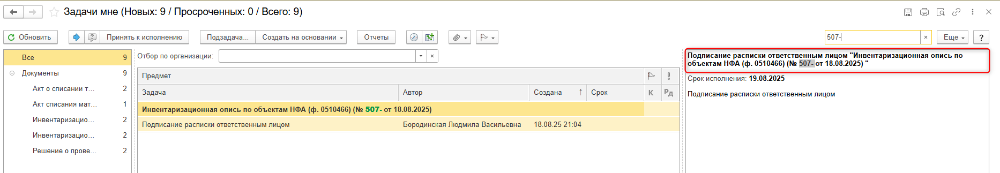 Задачи мне (Новых: 9 / Просроченных: 0 / Всего: 9)
Обновить
Принять к исполнению
Подзадача...
Создать на основании
Отчеты
507-
×
Еще
?
Все 9
Документы 9
Акт о списании т... 2
Акт списания мат... 1
Инвентаризацио... 2
Инвентаризацио... 2
Решение о прове... 2
Отбор по организации:
×
Предмет
Задача Автор Создана ↑ Срок К Рд
Инвентаризационная опись по объектам НФА (ф. 0510466) (№ 507- от 18.08.2025)
Подписание расписки ответственным лицом Бородинская Людмила Васильевна 18.08.25 21:04
Подписание расписки ответственным лицом "Инвентаризационная опись по
объектам НФА (ф. 0510466) (№ 507- от 18.08.2025) "
Срок исполнения: 19.08.2025
Подписание расписки ответственным лицом